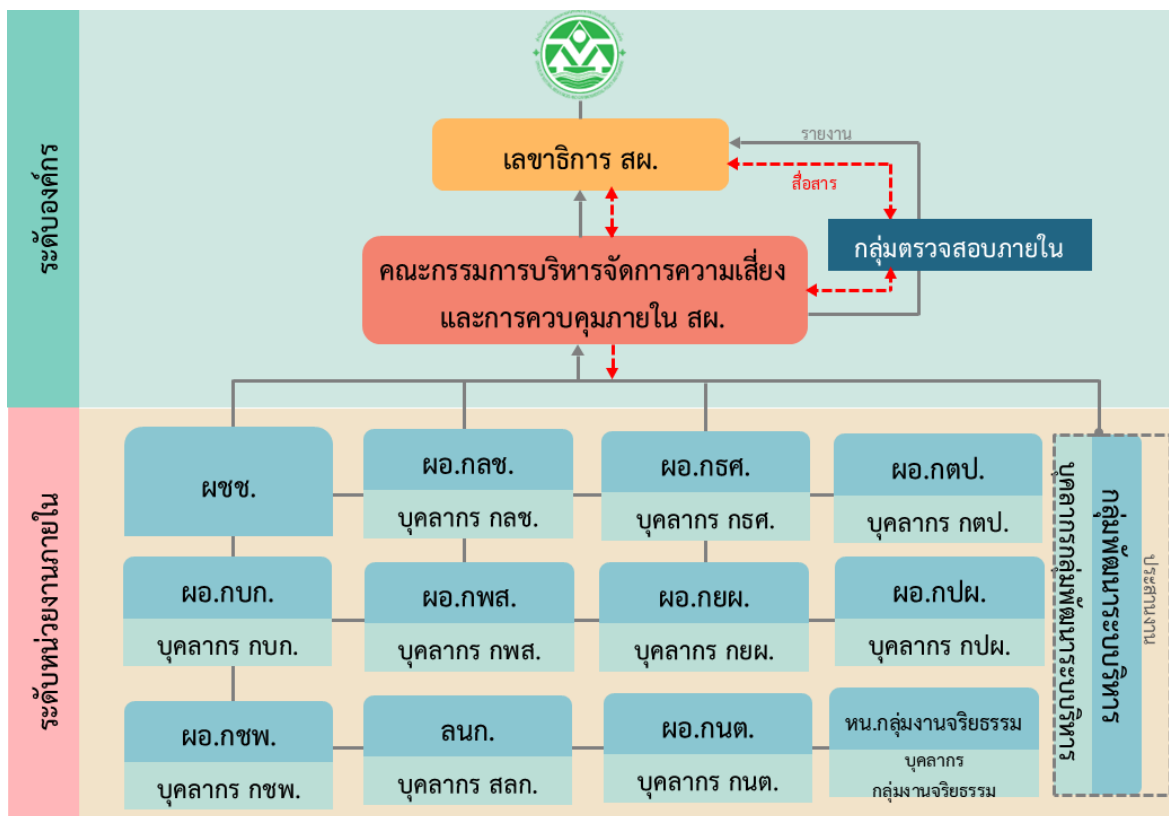 ระดับองค์กร
เลขาธิการ สผ.
รายงาน
สื่อสาร
กลุ่มตรวจสอบภายใน
คณะกรรมการบริหารจัดการความเสี่ยง
และการควบคุมภายใน สผ.
ระดับหน่วยงานภายใน
ผชช.
ผอ.กลช.
บุคลากร กลช.
ผอ.กธศ.
บุคลากร กธศ.
ผอ.กตป.
บุคลากร กตป.
ผอ.กบก.
บุคลากร กบก.
ผอ.กพส.
บุคลากร กพส.
ผอ.กยผ.
บุคลากร กยผ.
ผอ.กปผ.
บุคลากร กปผ.
ผอ.กชพ.
บุคลากร กชพ.
ลนก.
บุคลากร สลก.
ผอ.กนต.
บุคลากร กนต.
หน.กลุ่มงานจริยธรรม
บุคลากร
กลุ่มงานจริยธรรม
บุคลากรกลุ่มพัฒนาระบบบริหาร
กลุ่มพัฒนาระบบบริหาร
ประสานงาน